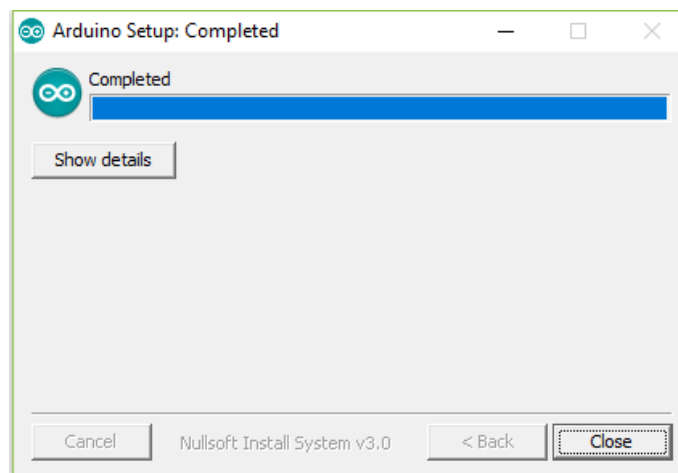 Arduino Setup: Completed
Completed
Show details
Cancel
Nullsoft Install System v3.0
< Back
Close